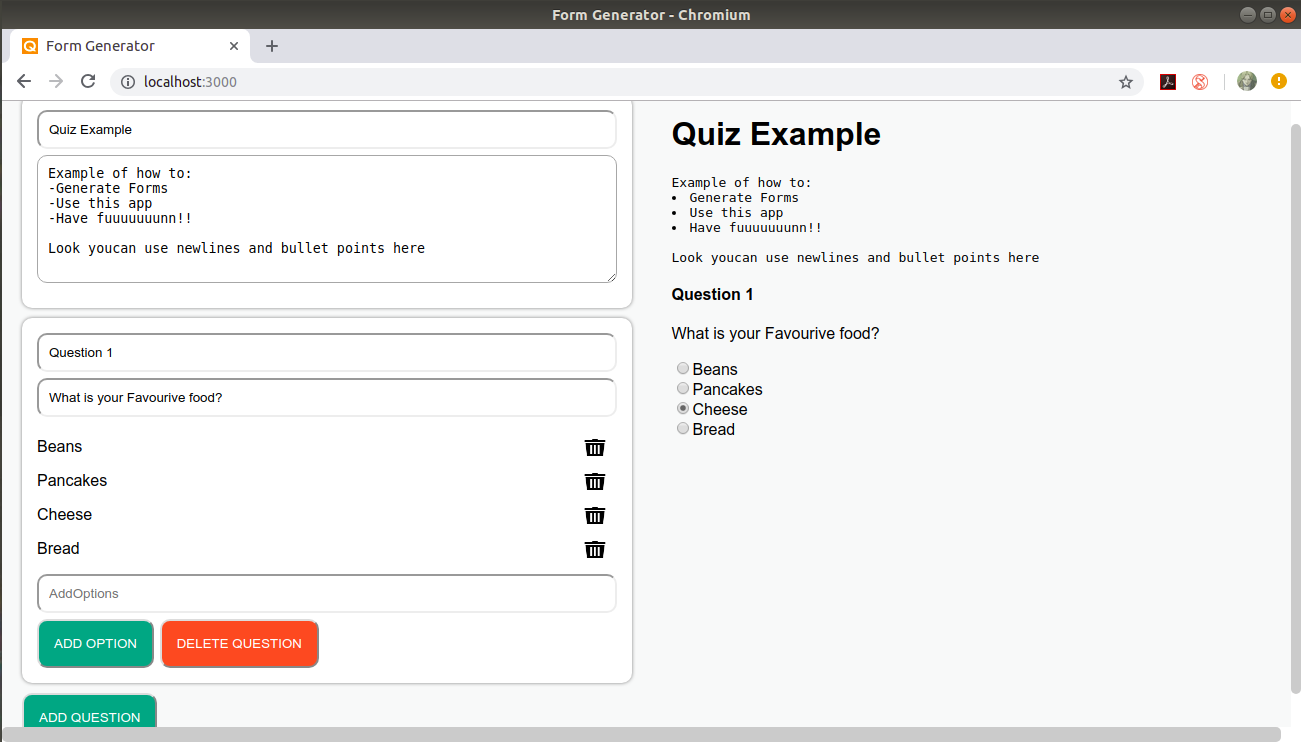 Form Generator - Chromium
Form Generator
localhost:3000
Quiz Example
Example of how to:
-Generate Forms
-Use this app
-Have fuuuuuuunn!!
Look youcan use newlines and bullet points here
Question 1
What is your Favourive food?
Beans
Pancakes
Cheese
Bread
AddOptions
ADD OPTION DELETE QUESTION
ADD QUESTION
Quiz Example
Example of how to:
• Generate Forms
• Use this app
• Have fuuuuuuunn!!
Look youcan use newlines and bullet points here
Question 1
What is your Favourive food?
Beans
Pancakes
Cheese
Bread